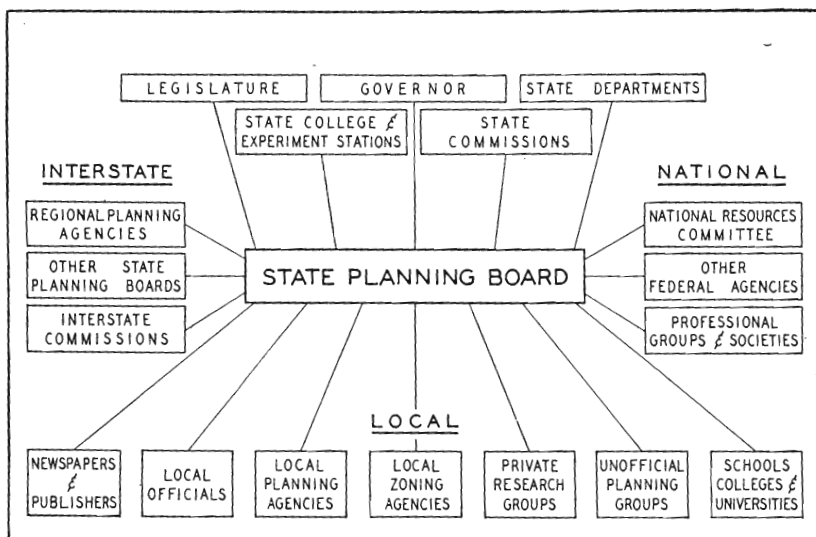 LEGISLATURE
GOVERNOR
STATE DEPARTMENTS
STATE COLLEGE &
EXPERIMENT STATIONS
STATE
COMMISSIONS
INTERSTATE
REGIONAL PLANNING
AGENCIES
OTHER STATE
PLANNING BOARDS
INTERSTATE
COMMISSIONS
NATIONAL
NATIONAL RESOURCES
COMMITTEE
OTHER
FEDERAL AGENCIES
PROFESSIONAL
GROUPS & SOCIETIES
STATE PLANNING BOARD
LOCAL
NEWSPAPERS
&
PUBLISHERS
LOCAL
OFFICIALS
LOCAL
PLANNING
AGENCIES
LOCAL
ZONING
AGENCIES
PRIVATE
RESEARCH
GROUPS
UNOFFICIAL
PLANNING
GROUPS
SCHOOLS
COLLEGES &
UNIVERSITIES